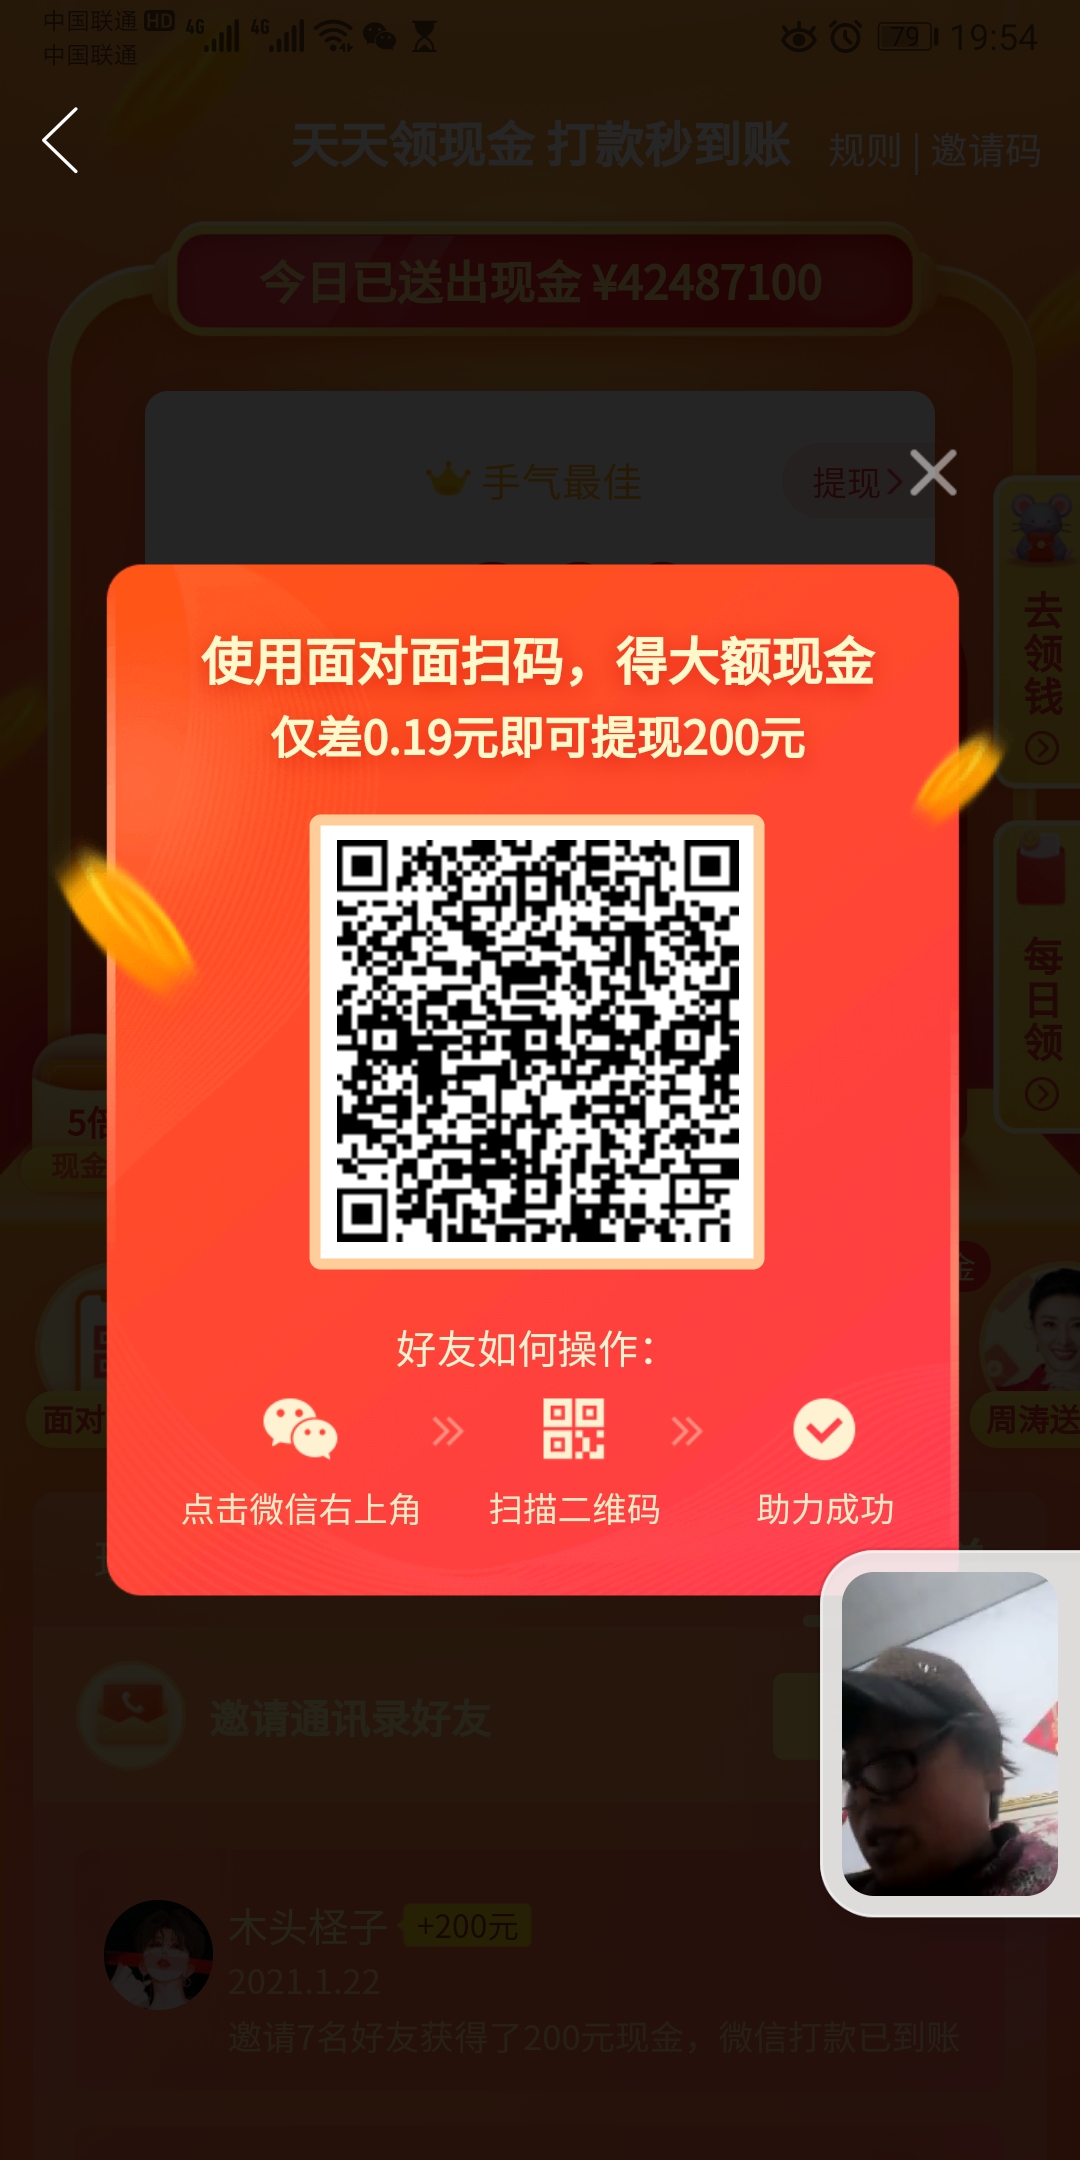 中国联通 HD 4G 4G 79 19:54
中国联通
天天领现金 打款秒到账 规则 | 邀请码
今日已送出现金 ¥42487100
手气最佳 提现
去领钱
使用面对面扫码，得大额现金
仅差0.19元即可提现200元
每日领
5倍
现金
好友如何操作：
面对
周涛送
点击微信右上角 扫描二维码 助力成功
邀请通讯录好友
木头柽子 +200元
2021.1.22
邀请7名好友获得了200元现金，微信打款已到账